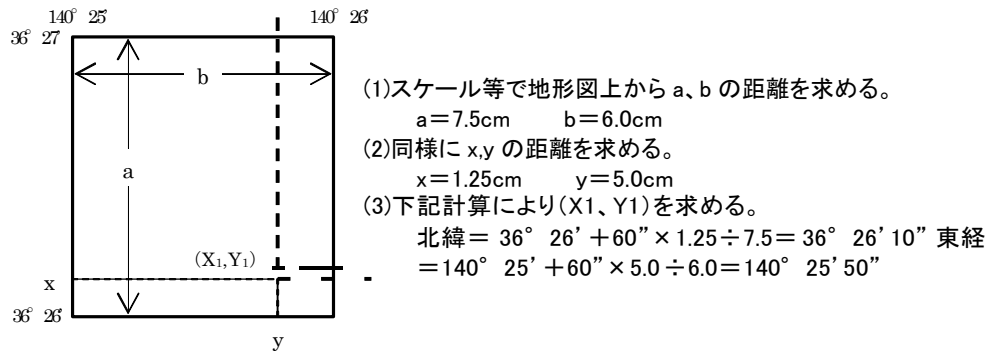 140° 25′ 140° 26′
36° 27′
b
(1)スケール等で地形図上から a、b の距離を求める。
a=7.5cm b=6.0cm
(2)同様に x,y の距離を求める。
a
x=1.25cm y=5.0cm
(3)下記計算により(X1、Y1)を求める。
北緯= 36° 26’+60”×1.25÷7.5= 36° 26’10” 東経
(X₁,Y₁)
=140° 25’+60”×5.0÷6.0=140° 25’50”
x
36° 26′
y